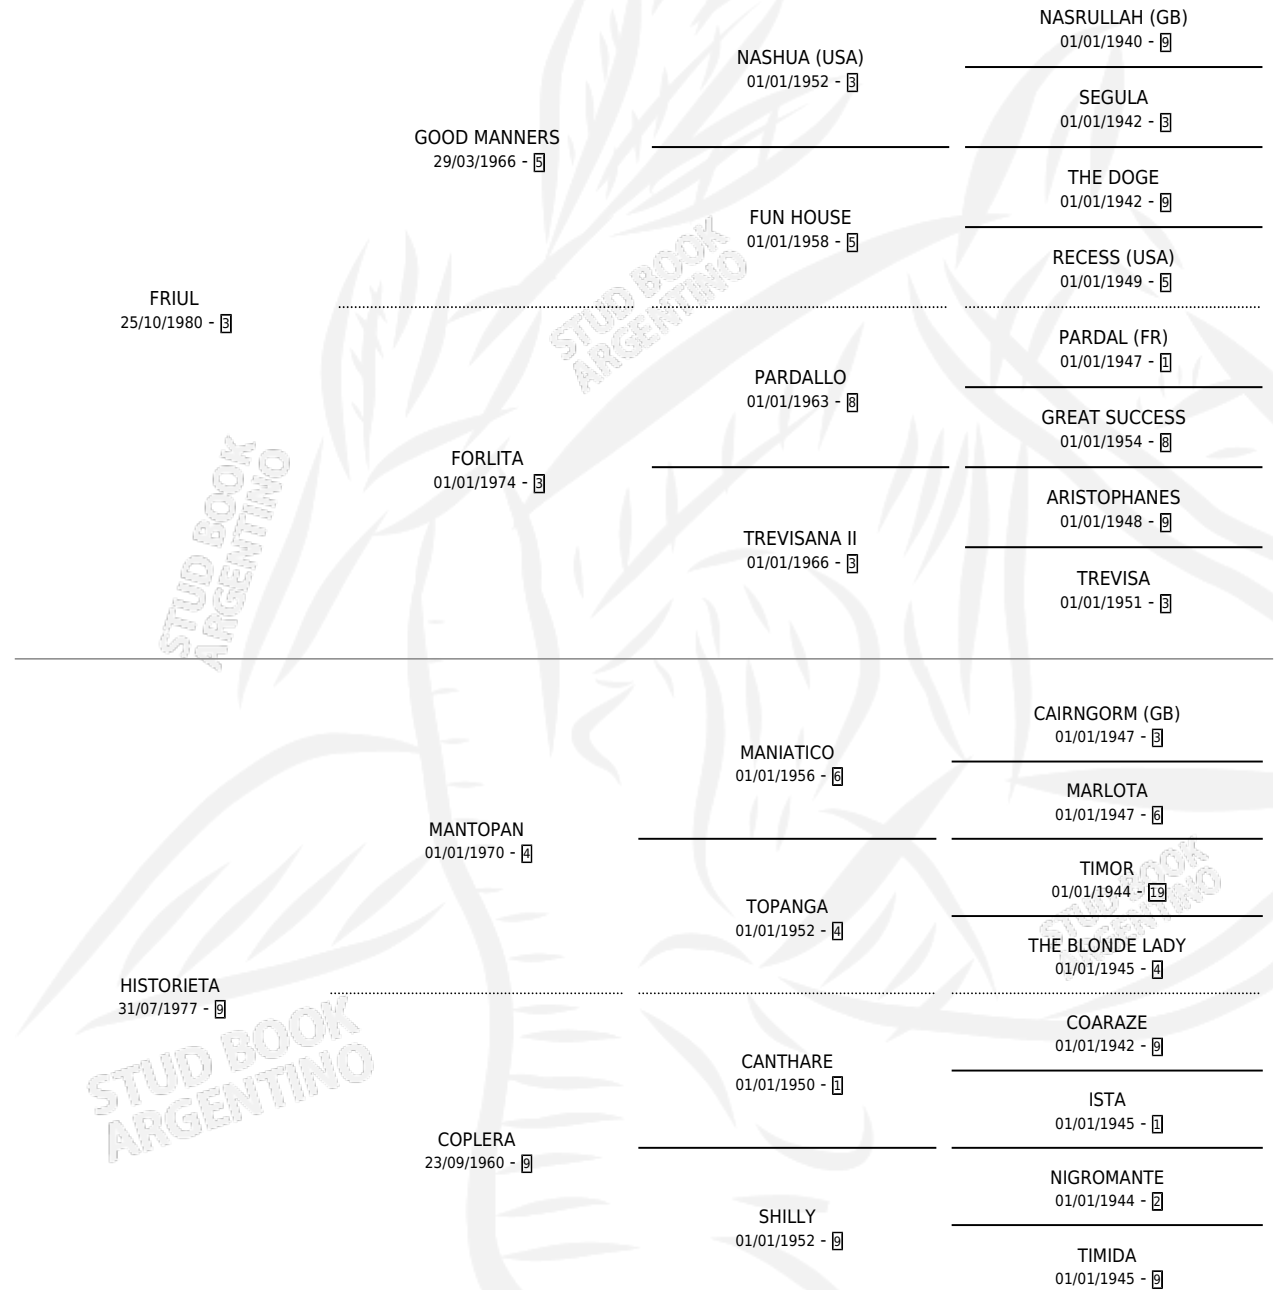 NASRULLAH (GB)
01/01/1940 - 9
NASHUA (USA)
01/01/1952 - 3
SEGULA
01/01/1942 - 3
GOOD MANNERS
29/03/1966 - 5
THE DOGE
01/01/1942 - 9
FUN HOUSE
01/01/1958 - 5
RECESS (USA)
01/01/1949 - 5
FRIUL
25/10/1980 - 3
PARDAL (FR)
01/01/1947 - 1
PARDALLO
01/01/1963 - 8
GREAT SUCCESS
01/01/1954 - 8
FORLITA
01/01/1974 - 3
ARISTOPHANES
01/01/1948 - 9
TREVISANA II
01/01/1966 - 3
TREVISA
01/01/1951 - 3
CAIRNGORM (GB)
01/01/1947 - 3
MANIATICO
01/01/1956 - 6
MARLOTA
01/01/1947 - 6
MANTOPAN
01/01/1970 - 4
TIMOR
01/01/1944 - 19
TOPANGA
01/01/1952 - 4
THE BLONDE LADY
01/01/1945 - 4
HISTORIETA
31/07/1977 - 9
COARAZE
01/01/1942 - 9
CANTHARE
01/01/1950 - 1
ISTA
01/01/1945 - 1
COPLERA
23/09/1960 - 9
NIGROMANTE
01/01/1944 - 2
SHILLY
01/01/1952 - 9
TIMIDA
01/01/1945 - 9
STUD BOOK
ARGENTINO
STUD BOOK
ARGENTINO
STUD BOOK
ARGENTINO
STUD BOOK
ARGENTINO